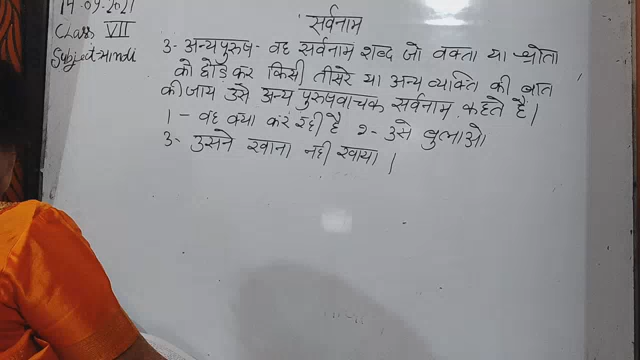 14-09-2021
Class VII
Subject-Hindi
सर्वनाम
3- अन्यपुरुष - वह सर्वनाम शब्द जो वक्ता या श्रोता
को छोड़कर किसी तीसरे या अन्य व्यक्ति की बात
की जाय उसे अन्य पुरुषवाचक सर्वनाम कहते हैं।
1 - वह क्या कर रही है २- उसे बुलाओ
3- उसने खाना नही खाया।